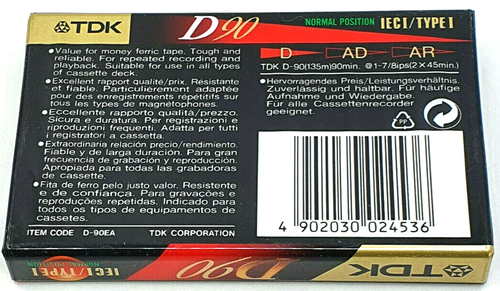 TDK D90 NORMAL POSITION IECI/TYPE I
D AD AR
TDK D-90(135m)90min. @1-7/8ips(2×45min.)
•Value for money ferric tape. Tough and
reliable. For repeated recording and
playback. Suitable for use in all types
of cassette deck.
•Excellent rapport qualité/prix. Résistante
et fiable. Particulièrement adaptée
pour des enregistrements répétitifs sur
tous les types de magnétophones.
•Eccellente rapporto qualità/prezzo.
Sicura e duratura. Per registrazioni e
riproduzioni frequenti. Adatta per tutti
i registratori a cassetta.
•Extraordinaria relación precio/rendimiento.
Fiable y de larga duración. Para gran
frecuencia de grabación y reproducción.
Apropiada para todas las grabadoras
de cassette.
•Fita de ferro pelo justo valor. Resistente
e de confiança. Para gravações e
reproduções repetidas. Indicado para
todo os tipos de equipamentos de
cassetes.
ITEM CODE D-90EA TDK CORPORATION
•Hervorragendes Preis/Leistungsverhältnis.
Zuverlässig und haltbar. Für häufige
Aufnahme und Wiedergabe.
Für alle Cassettenrecorder
geeignet.
PP
4 902030 024536
IECI/TYPE I
NORMAL POSITION
D90
TDK